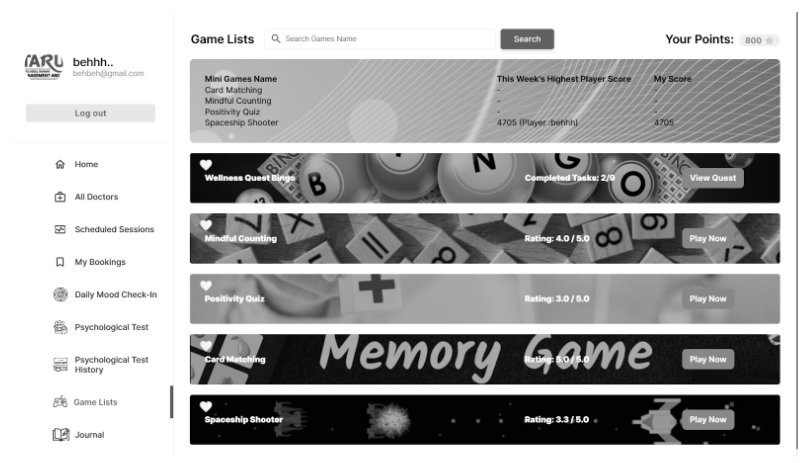 Game Lists
Search Games Name
Search
Your Points: 800
TARU
behhh..
behbeh@gmail.com
Log out
Home
All Doctors
Scheduled Sessions
My Bookings
Daily Mood Check-In
Psychological Test
Psychological Test
History
Game Lists
Journal
Mini Games Name This Week's Highest Player Score My Score
Card Matching - -
Mindful Counting - -
Positivity Quiz - -
Spaceship Shooter 4705 (Player :behhh) 4705
BINGO
B I N G O
Wellness Quest Bingo Completed Tasks: 2/9 View Quest
Mindful Counting Rating: 4.0 / 5.0 Play Now
Positivity Quiz Rating: 3.0 / 5.0 Play Now
Memory Game
Card Matching Rating: 5.0 / 5.0 Play Now
Spaceship Shooter Rating: 3.3 / 5.0 Play Now